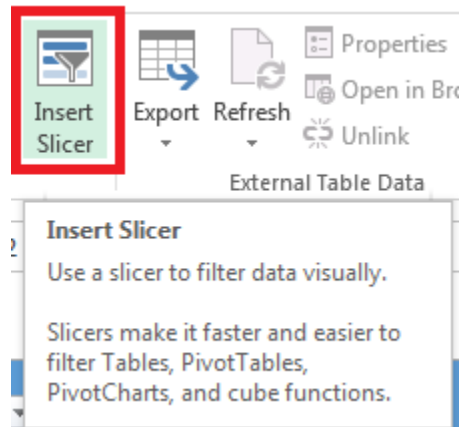 Insert
Slicer
Export
Refresh
Properties
Open in
Unlink
External Table Data
2
Insert Slicer
Use a slicer to filter data visually.
Slicers make it faster and easier to
filter Tables, PivotTables,
PivotCharts, and cube functions.